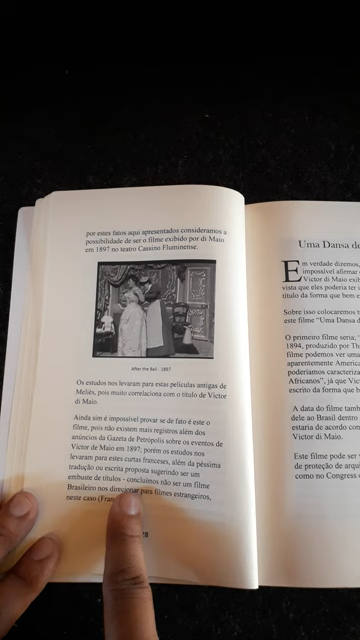 por estes fatos aqui apresentados consideramos a
possibilidade de ser o filme exibido por di Maio
em 1897 no teatro Cassino Fluminense.
After the Ball - 1897
Os estudos nos levaram para estas películas antigas de
Meliès, pois muito correlaciona com o título de Victor
di Maio.
Ainda sim é impossível provar se de fato é este o
filme, pois não existem mais registros além dos
anúncios da Gazeta de Petrópolis sobre os eventos de
Victor de Maio em 1897; porém os estudos nos
levaram para estes curtas franceses, além da péssima
tradução ou escrita proposta sugerindo ser um
embuste de títulos - concluímos não ser um filme
Brasileiro nos direcionar para filmes estrangeiros,
neste caso (Fran
28
Uma Dansa de
Em verdade dizemos,
impossível afirmar
Victor di Maio exib
vista que eles poderia ter
título da forma que bem
Sobre isso colocaremos
este filme "Uma Dansa d
O primeiro filme seria,
1894, produzido por Th
filme podemos ver uma
aparentemente America
poderíamos caracteriza
Africanos", já que Vic
escrito da forma que b
A data do filme tamb
dele ao Brasil dentro
estaria de acordo com
Victor di Maio.
Este filme pode ser
de proteção de arqu
como no Congress